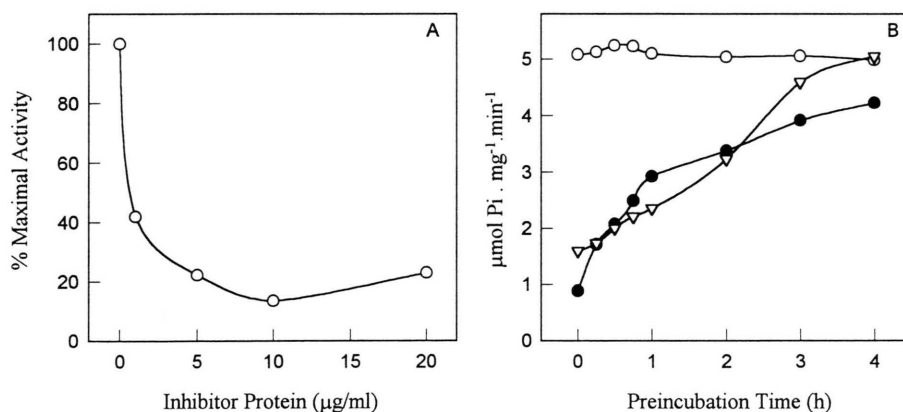 A
% Maximal Activity
100
80
60
40
20
0
0 5 10 15 20
Inhibitor Protein (µg/ml)
B
µmol Pi . mg-1.min-1
6
5
4
3
2
1
0
0 1 2 3 4
Preincubation Time (h)